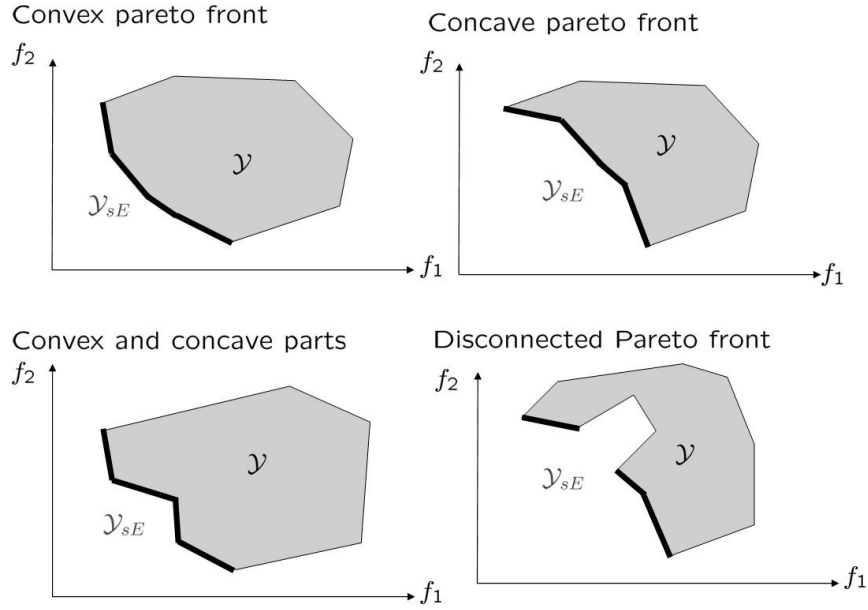 Convex pareto front
f₂
𝒴
𝒴ₛE
f₁
Concave pareto front
f₂
𝒴
𝒴ₛE
f₁
Convex and concave parts
f₂
𝒴
𝒴ₛE
f₁
Disconnected Pareto front
f₂
𝒴
𝒴ₛE
f₁